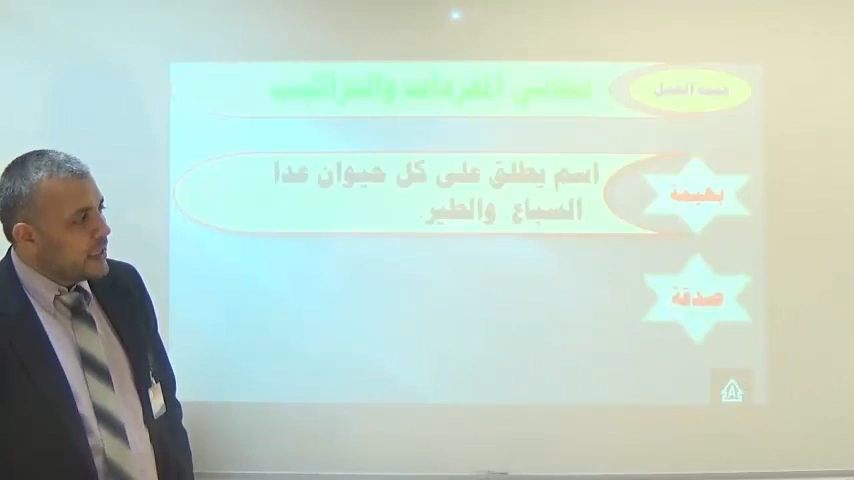 معاني المفردات والتراكيب
بهيمة
اسم يطلق على كل حيوان عدا
السباع. والطير.
صدقة